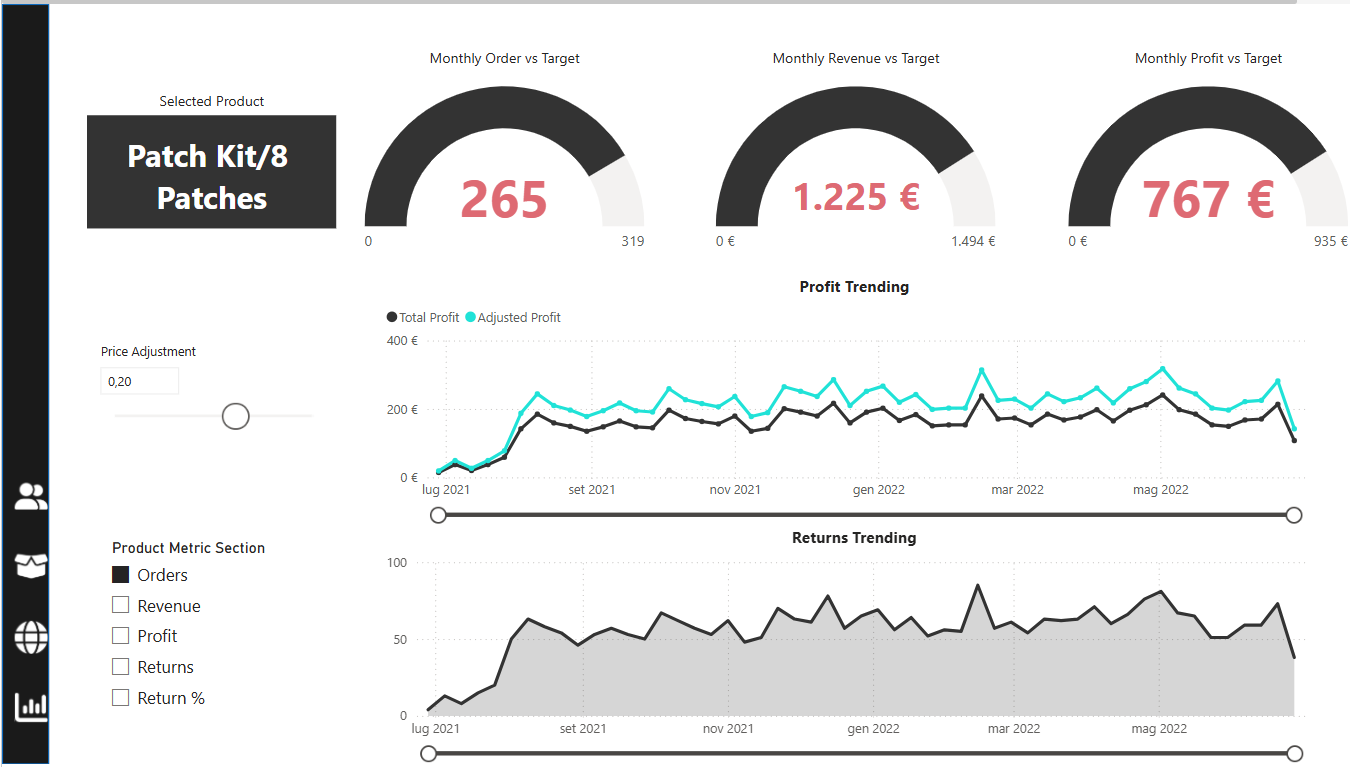 Selected Product
Patch Kit/8
Patches
Monthly Order vs Target
265
0
319
Monthly Revenue vs Target
1.225 €
0 €
1.494 €
Monthly Profit vs Target
767 €
0 €
935 €
Price Adjustment
0,20
Profit Trending
Total Profit
Adjusted Profit
400 €
200 €
0 €
lug 2021
set 2021
nov 2021
gen 2022
mar 2022
mag 2022
Product Metric Section
Orders
Revenue
Profit
Returns
Return %
Returns Trending
100
50
0
lug 2021
set 2021
nov 2021
gen 2022
mar 2022
mag 2022